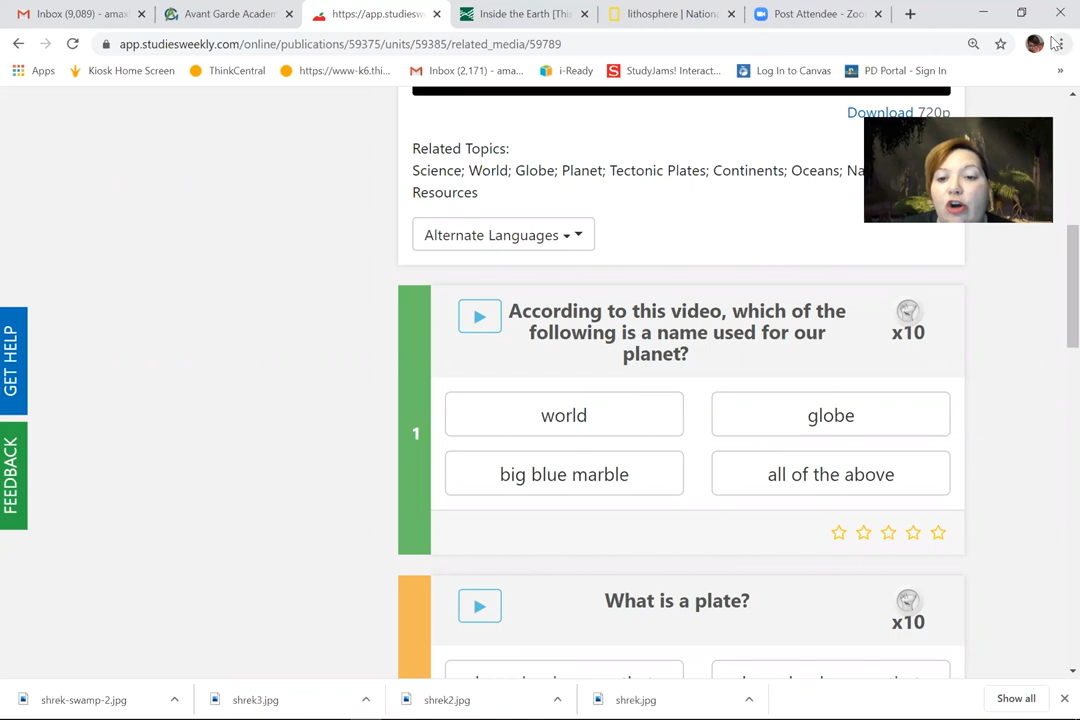 Inbox (9,089) - amax
Avant Garde Academ
https://app.studiesw
Inside the Earth [Thi
lithosphere | Nationa
Post Attendee - Zoo
app.studiesweekly.com/online/publications/59375/units/59385/related_media/59789
Apps
Kiosk Home Screen
ThinkCentral
https://www-k6.thi...
Inbox (2,171) - ama...
i-Ready
StudyJams! Interact...
Log In to Canvas
PD Portal - Sign In
»
Download 720p
Related Topics:
Science; World; Globe; Planet; Tectonic Plates; Continents; Oceans; Na
Resources
Alternate Languages
GET HELP
FEEDBACK
1
According to this video, which of the
following is a name used for our
planet?
x10
world
globe
big blue marble
all of the above
What is a plate?
x10
shrek-swamp-2.jpg
shrek3.jpg
shrek2.jpg
shrek.jpg
Show all